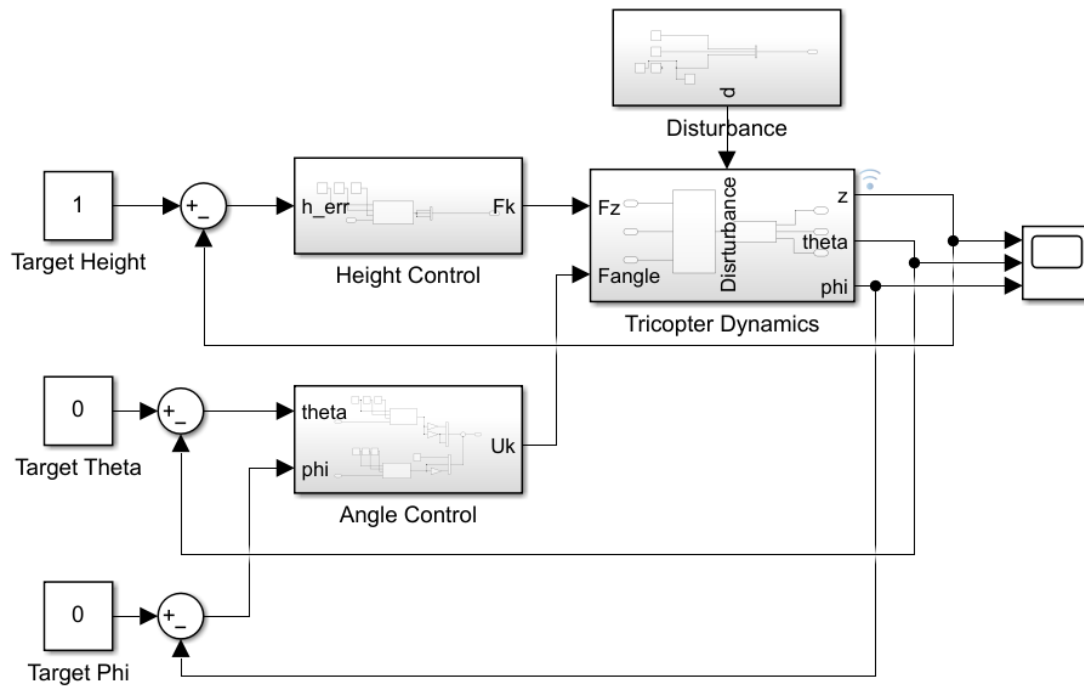 d
Disturbance
1
Target Height
+
_
h_err
Fk
Height Control
Fz
Fangle
Disrturbance
z
theta
phi
Tricopter Dynamics
0
Target Theta
+
_
theta
phi
Uk
Angle Control
0
Target Phi
+
_